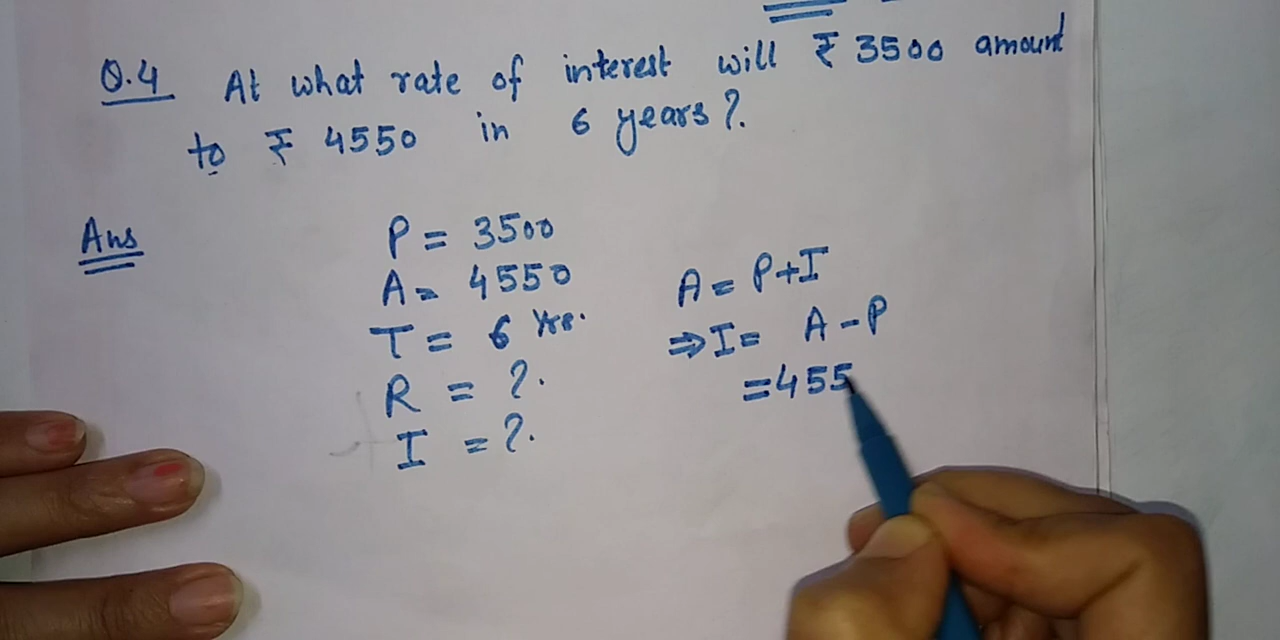 Q.4 At what rate of interest will ₹ 3500 amount
to ₹ 4550 in 6 years?.
Ans
P = 3500
A = 4550
T = 6 Yrs.
R = ?.
I = ?.
A = P+I
⇒ I = A - P
= 455